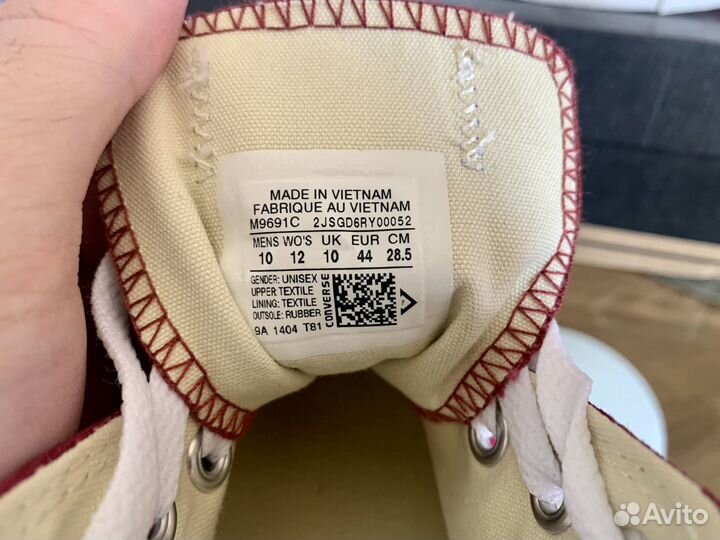 MADE IN VIETNAM
FABRIQUE AU VIETNAM
M9691C 2JSGD6RY00052
MENS WO'S UK EUR CM
10 12 10 44 28.5
GENDER: UNISEX
UPPER: TEXTILE
LINING: TEXTILE
OUTSOLE: RUBBER
9A 1404 T81
CONVERSE
Avito